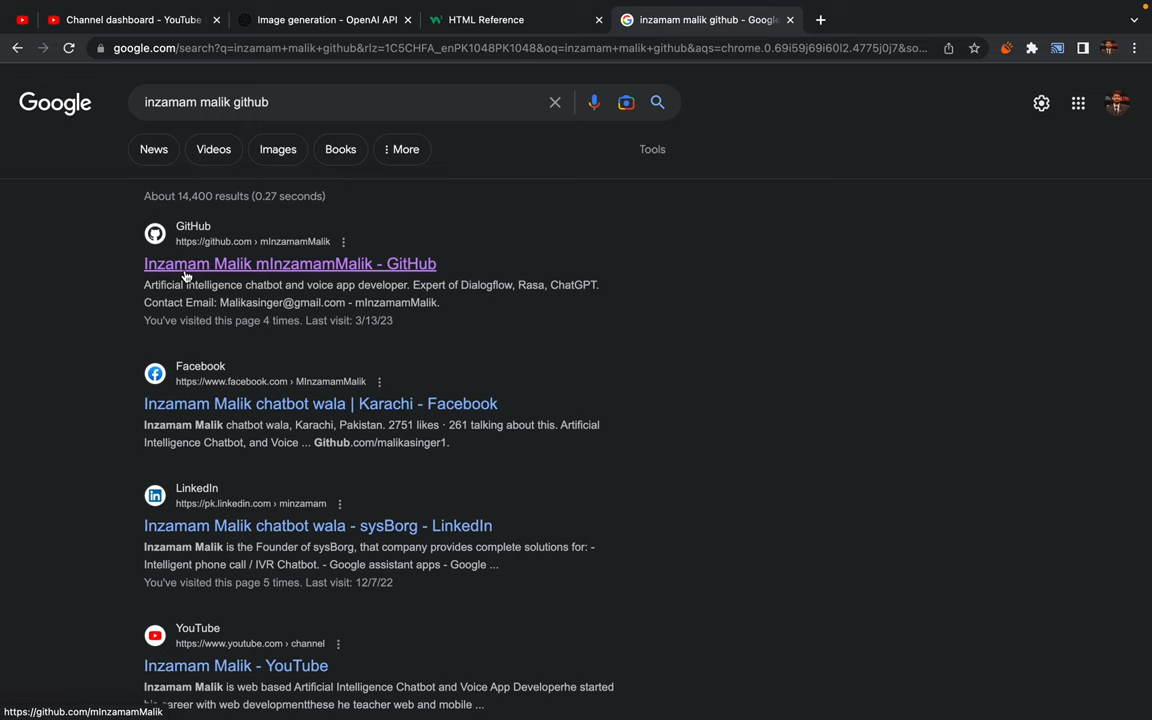 Channel dashboard - YouTube
Image generation - OpenAI API
HTML Reference
inzamam malik github - Google
google.com/search?q=inzamam+malik+github&rlz=1C5CHFA_enPK1048PK1048&oq=inzamam+malik+github&aqs=chrome.0.69i59j69i60l2.4775j0j7&so...
Google
inzamam malik github
News
Videos
Images
Books
More
Tools
About 14,400 results (0.27 seconds)
GitHub
https://github.com › mInzamamMalik
Inzamam Malik mInzamamMalik - GitHub
Artificial intelligence chatbot and voice app developer. Expert of Dialogflow, Rasa, ChatGPT.
Contact Email: Malikasinger@gmail.com - mInzamamMalik.
You've visited this page 4 times. Last visit: 3/13/23
Facebook
https://www.facebook.com › MInzamamMalik
Inzamam Malik chatbot wala | Karachi - Facebook
Inzamam Malik chatbot wala, Karachi, Pakistan. 2751 likes · 261 talking about this. Artificial
Intelligence Chatbot, and Voice ... Github.com/malikasinger1.
LinkedIn
https://pk.linkedin.com › minzamam
Inzamam Malik chatbot wala - sysBorg - LinkedIn
Inzamam Malik is the Founder of sysBorg, that company provides complete solutions for: -
Intelligent phone call / IVR Chatbot. - Google assistant apps - Google ...
You've visited this page 5 times. Last visit: 12/7/22
YouTube
https://www.youtube.com › channel
Inzamam Malik - YouTube
Inzamam Malik is web based Artificial Intelligence Chatbot and Voice App Developerhe started
his career with web developmentthese he teacher web and mobile ...
https://github.com/mInzamamMalik